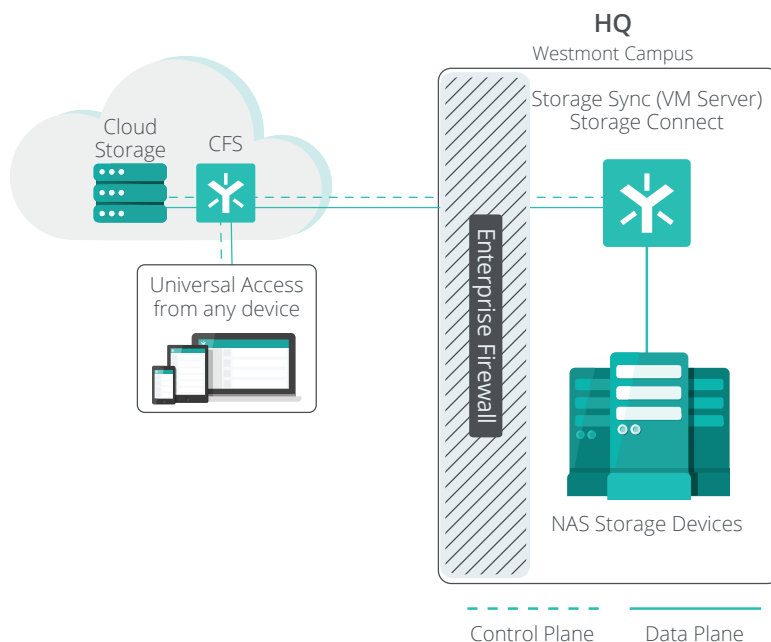 HQ
Westmont Campus
Storage Sync (VM Server)
Storage Connect
Cloud
Storage
CFS
Universal Access
from any device
Enterprise Firewall
NAS Storage Devices
Control Plane
Data Plane